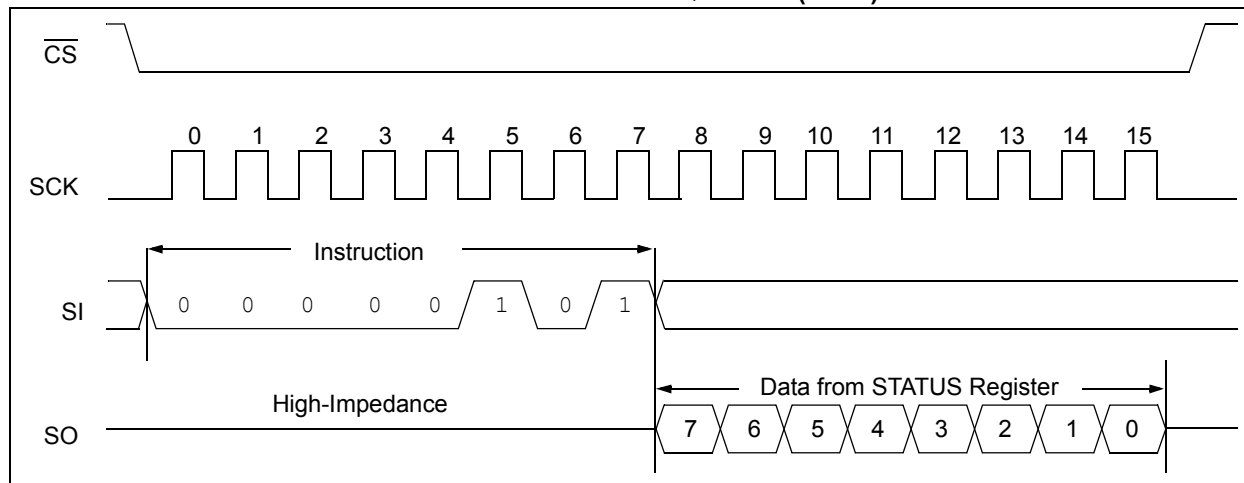 CS
0 1 2 3 4 5 6 7 8 9 10 11 12 13 14 15
SCK
Instruction
SI 0 0 0 0 0 1 0 1
Data from STATUS Register
High-Impedance
SO 7 6 5 4 3 2 1 0